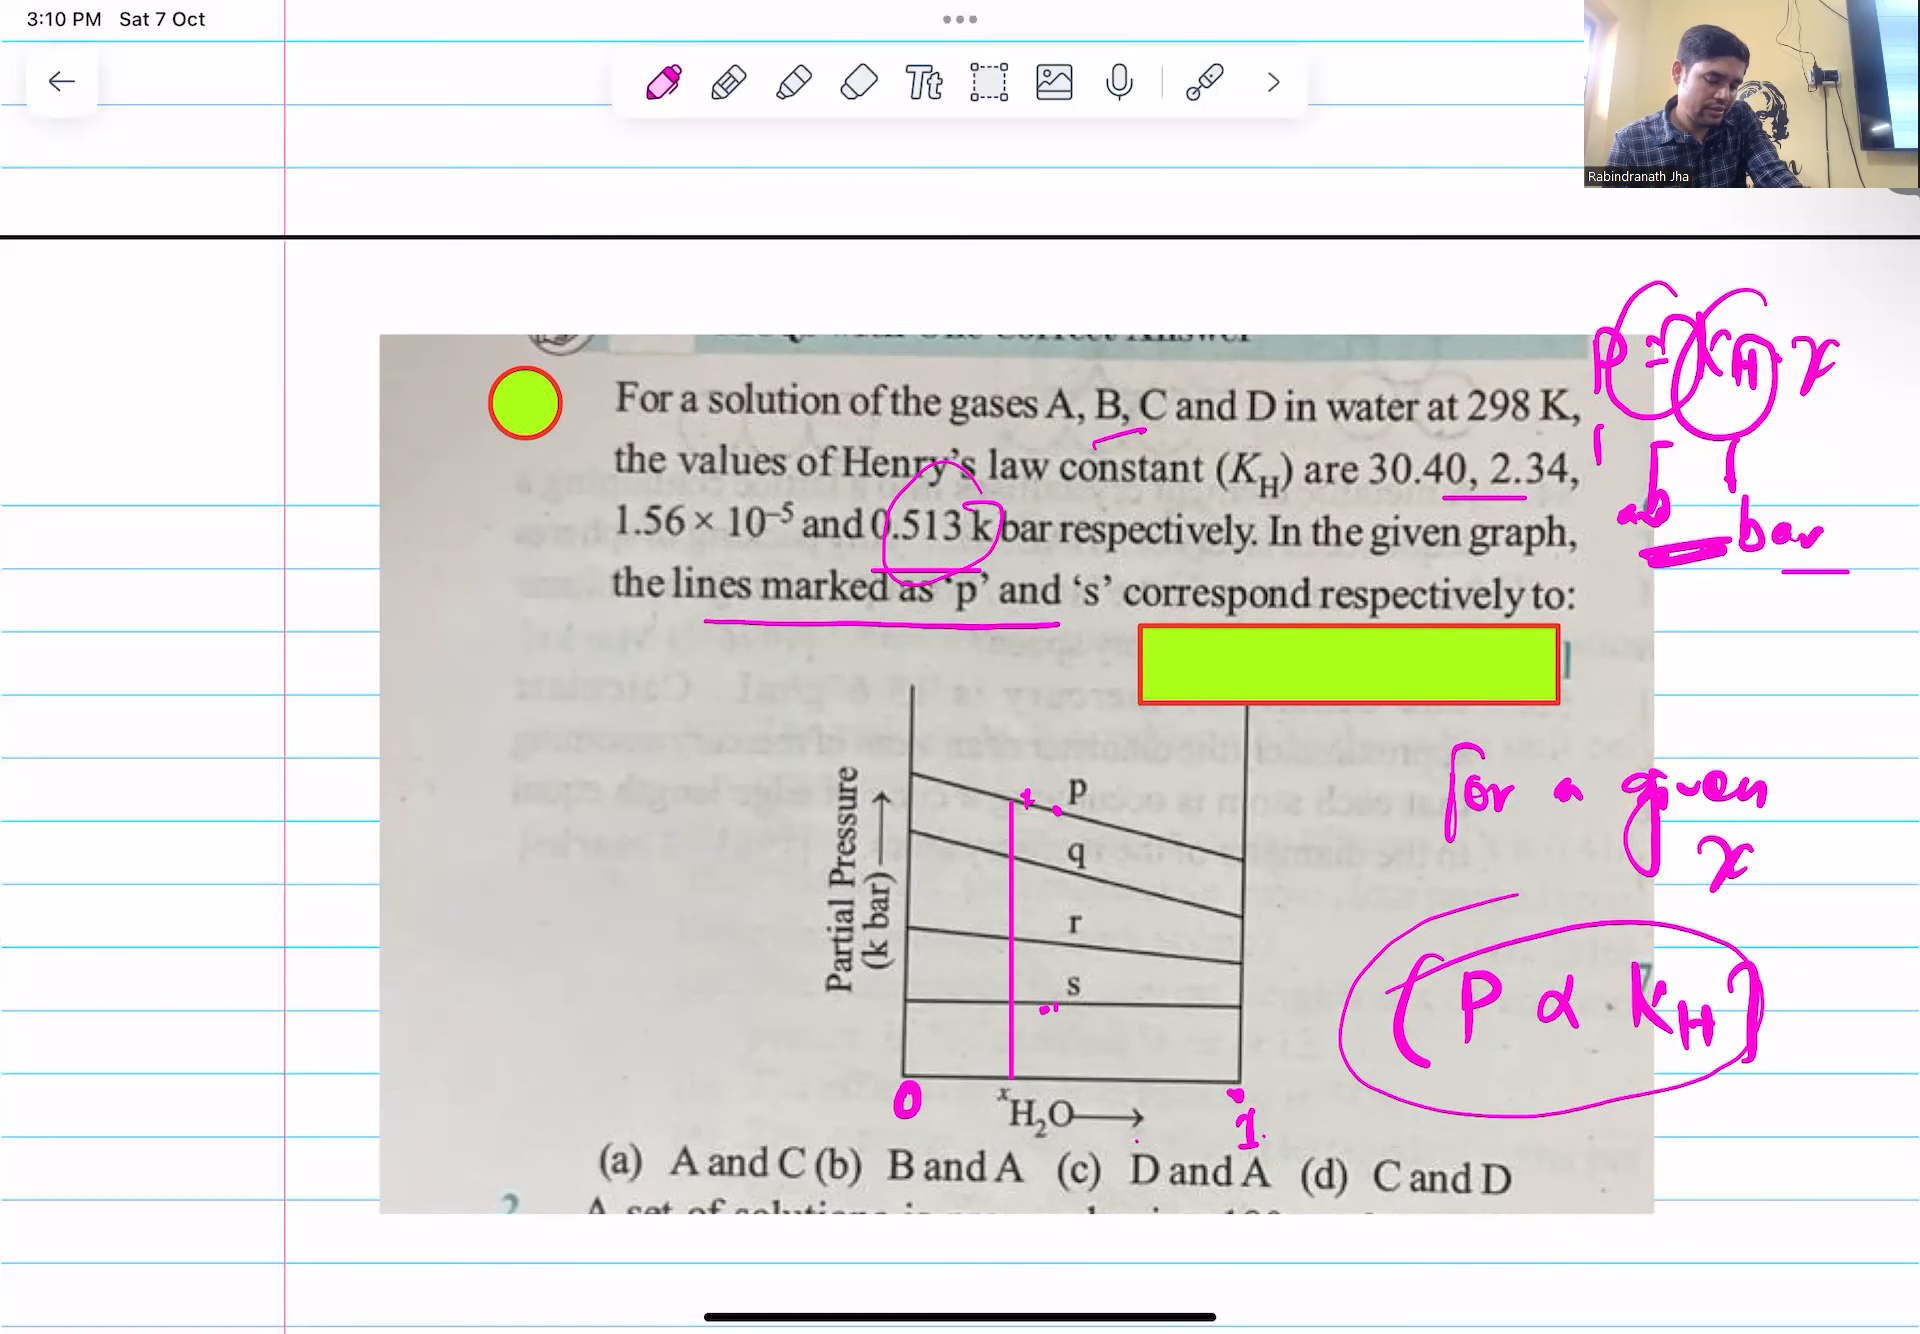 3:10 PM Sat 7 Oct
Tt
Rabindranath Jha
For a solution of the gases A, B, C and D in water at 298 K,
the values of Henry's law constant (K_H) are 30.40, 2.34,
1.56 × 10⁻⁵ and 0.513 k bar respectively. In the given graph,
the lines marked as 'p' and 's' correspond respectively to:
P = K_H . x
bar
for a given
x
(P ∝ K_H)
Partial Pressure
(k bar) →
p
q
r
s
0
1
xH₂O →
(a) A and C (b) B and A (c) D and A (d) C and D
2